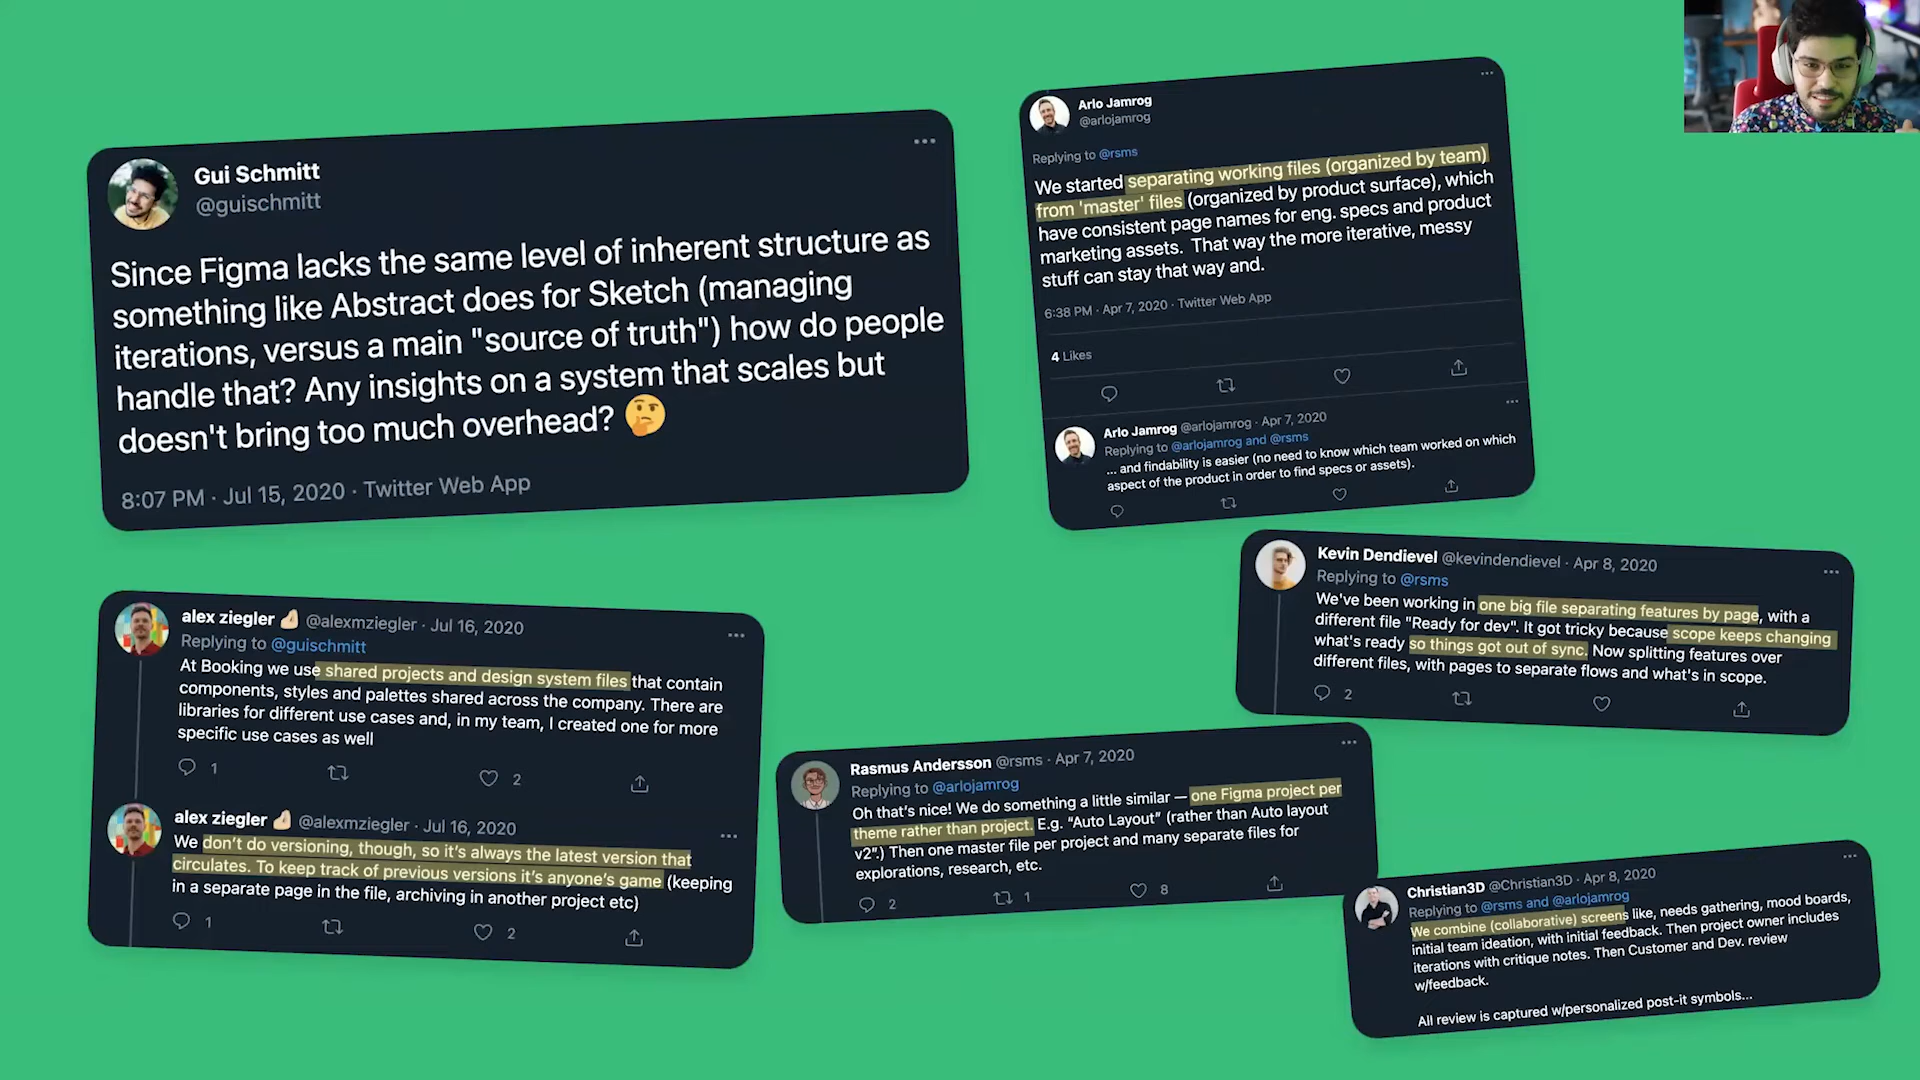 Gui Schmitt
@guischmitt
Since Figma lacks the same level of inherent structure as
something like Abstract does for Sketch (managing
iterations, versus a main "source of truth") how do people
handle that? Any insights on a system that scales but
doesn't bring too much overhead? 🤔
8:07 PM · Jul 15, 2020 · Twitter Web App
Arlo Jamrog
@arlojamrog
Replying to @rsms
We started separating working files (organized by team)
from 'master' files (organized by product surface), which
have consistent page names for eng. specs and product
marketing assets. That way the more iterative, messy
stuff can stay that way and.
6:38 PM · Apr 7, 2020 · Twitter Web App
4 Likes
Arlo Jamrog @arlojamrog · Apr 7, 2020
Replying to @arlojamrog and @rsms
... and findability is easier (no need to know which team worked on which
aspect of the product in order to find specs or assets).
Kevin Dendievel @kevindendievel · Apr 8, 2020
Replying to @rsms
We've been working in one big file separating features by page, with a
different file "Ready for dev". It got tricky because scope keeps changing
what's ready so things got out of sync. Now splitting features over
different files, with pages to separate flows and what's in scope.
2
alex ziegler 🤌🏻 @alexmziegler · Jul 16, 2020
Replying to @guischmitt
At Booking we use shared projects and design system files that contain
components, styles and palettes shared across the company. There are
libraries for different use cases and, in my team, I created one for more
specific use cases as well
1 2
alex ziegler 🤌🏻 @alexmziegler · Jul 16, 2020
We don't do versioning, though, so it's always the latest version that
circulates. To keep track of previous versions it's anyone's game (keeping
in a separate page in the file, archiving in another project etc)
1 2
Rasmus Andersson @rsms · Apr 7, 2020
Replying to @arlojamrog
Oh that's nice! We do something a little similar — one Figma project per
theme rather than project. E.g. “Auto Layout” (rather than Auto layout
v2”.) Then one master file per project and many separate files for
explorations, research, etc.
2 1 8
Christian3D @Christian3D · Apr 8, 2020
Replying to @rsms and @arlojamrog
We combine (collaborative) screens like, needs gathering, mood boards,
initial team ideation, with initial feedback. Then project owner includes
iterations with critique notes. Then Customer and Dev. review
w/feedback.
All review is captured w/personalized post-it symbols...